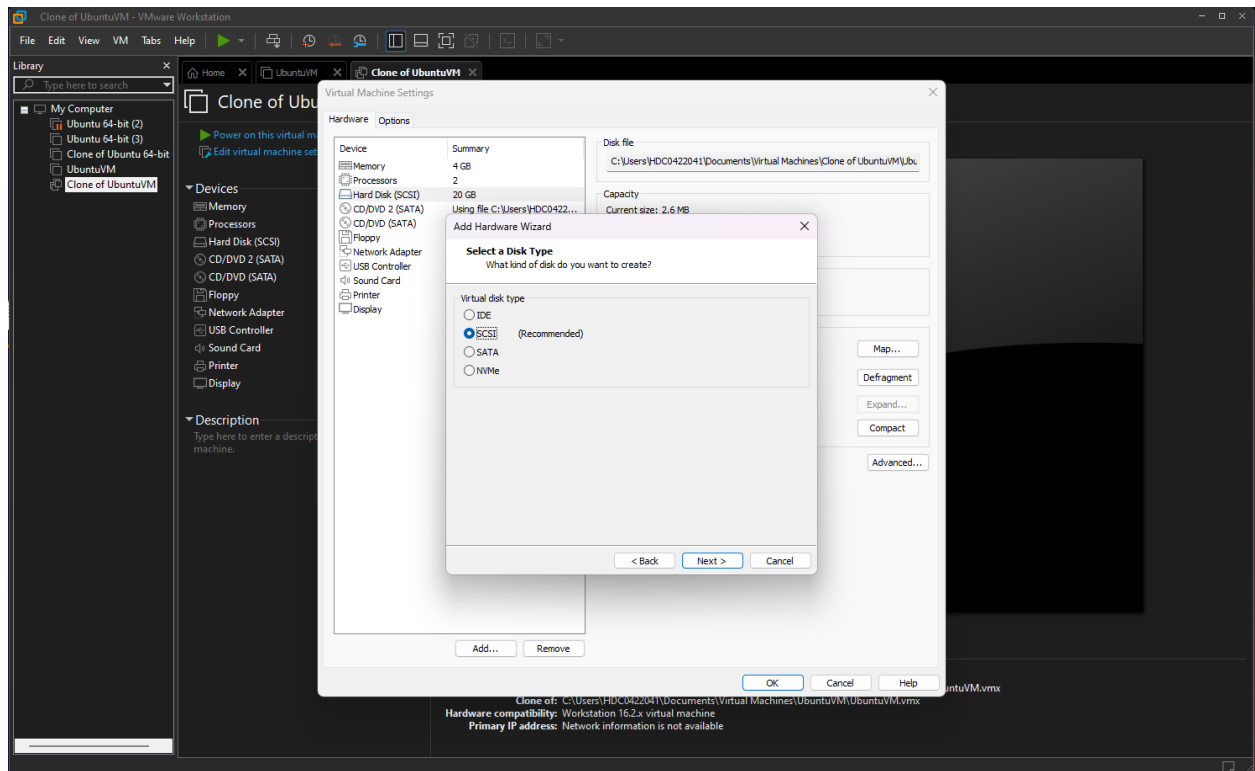 Clone of UbuntuVM - VMware Workstation
File Edit View VM Tabs Help
Library
Type here to search
My Computer
Ubuntu 64-bit (2)
Ubuntu 64-bit (3)
Clone of Ubuntu 64-bit
UbuntuVM
Clone of UbuntuVM
Home UbuntuVM Clone of UbuntuVM
Clone of Ubu
Power on this virtual m
Edit virtual machine set
Devices
Memory
Processors
Hard Disk (SCSI)
CD/DVD 2 (SATA)
CD/DVD (SATA)
Floppy
Network Adapter
USB Controller
Sound Card
Printer
Display
Description
Type here to enter a descript
machine.
Virtual Machine Settings
Hardware Options
Device Summary
Memory 4 GB
Processors 2
Hard Disk (SCSI) 20 GB
CD/DVD 2 (SATA) Using file C:\Users\HDC0422...
CD/DVD (SATA)
Floppy
Network Adapter
USB Controller
Sound Card
Printer
Display
Disk file
C:\Users\HDC0422041\Documents\Virtual Machines\Clone of UbuntuVM\Ubu
Capacity
Current size: 2.6 MB
Map...
Defragment
Expand...
Compact
Advanced...
Add Hardware Wizard
Select a Disk Type
What kind of disk do you want to create?
Virtual disk type
IDE
SCSI (Recommended)
SATA
NVMe
< Back Next > Cancel
Add... Remove
OK Cancel Help
untuVM.vmx
Clone of: C:\Users\HDC0422041\Documents\Virtual Machines\UbuntuVM\UbuntuVM.vmx
Hardware compatibility: Workstation 16.2.x virtual machine
Primary IP address: Network information is not available